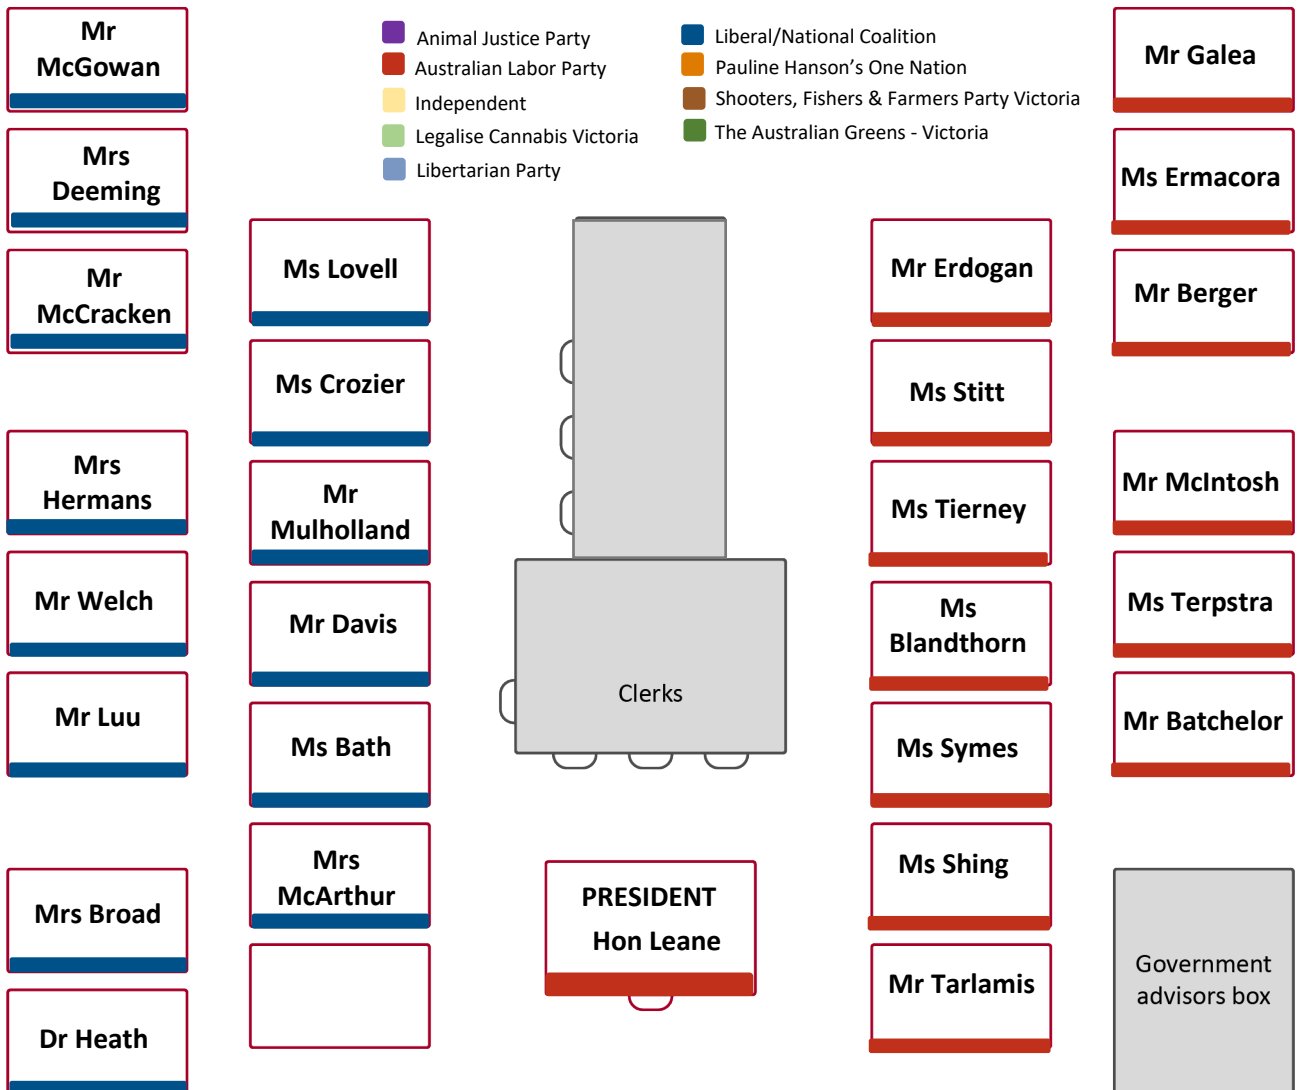 Mr
McGowan
Mrs
Deeming
Mr
McCracken
Mrs
Hermans
Mr Welch
Mr Luu
Mrs Broad
Dr Heath
Ms Lovell
Ms Crozier
Mr
Mulholland
Mr Davis
Ms Bath
Mrs
McArthur
Animal Justice Party
Australian Labor Party
Independent
Legalise Cannabis Victoria
Libertarian Party
Liberal/National Coalition
Pauline Hanson’s One Nation
Shooters, Fishers & Farmers Party Victoria
The Australian Greens - Victoria
Clerks
PRESIDENT
Hon Leane
Mr Erdogan
Ms Stitt
Ms Tierney
Ms
Blandthorn
Ms Symes
Ms Shing
Mr Tarlamis
Mr Galea
Ms Ermacora
Mr Berger
Mr McIntosh
Ms Terpstra
Mr Batchelor
Government
advisors box